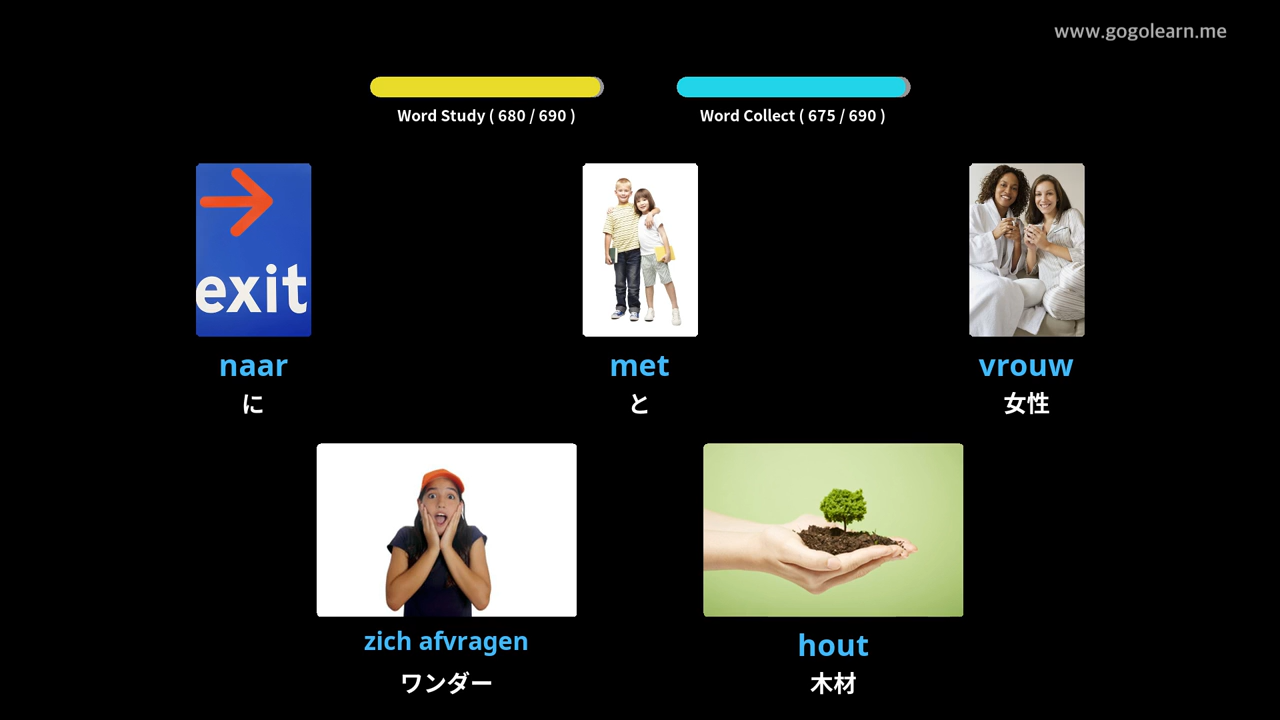 www.gogolearn.me
Word Study ( 680 / 690 )
Word Collect ( 675 / 690 )
exit
naar
に
met
と
vrouw
女性
zich afvragen
ワンダー
hout
木材